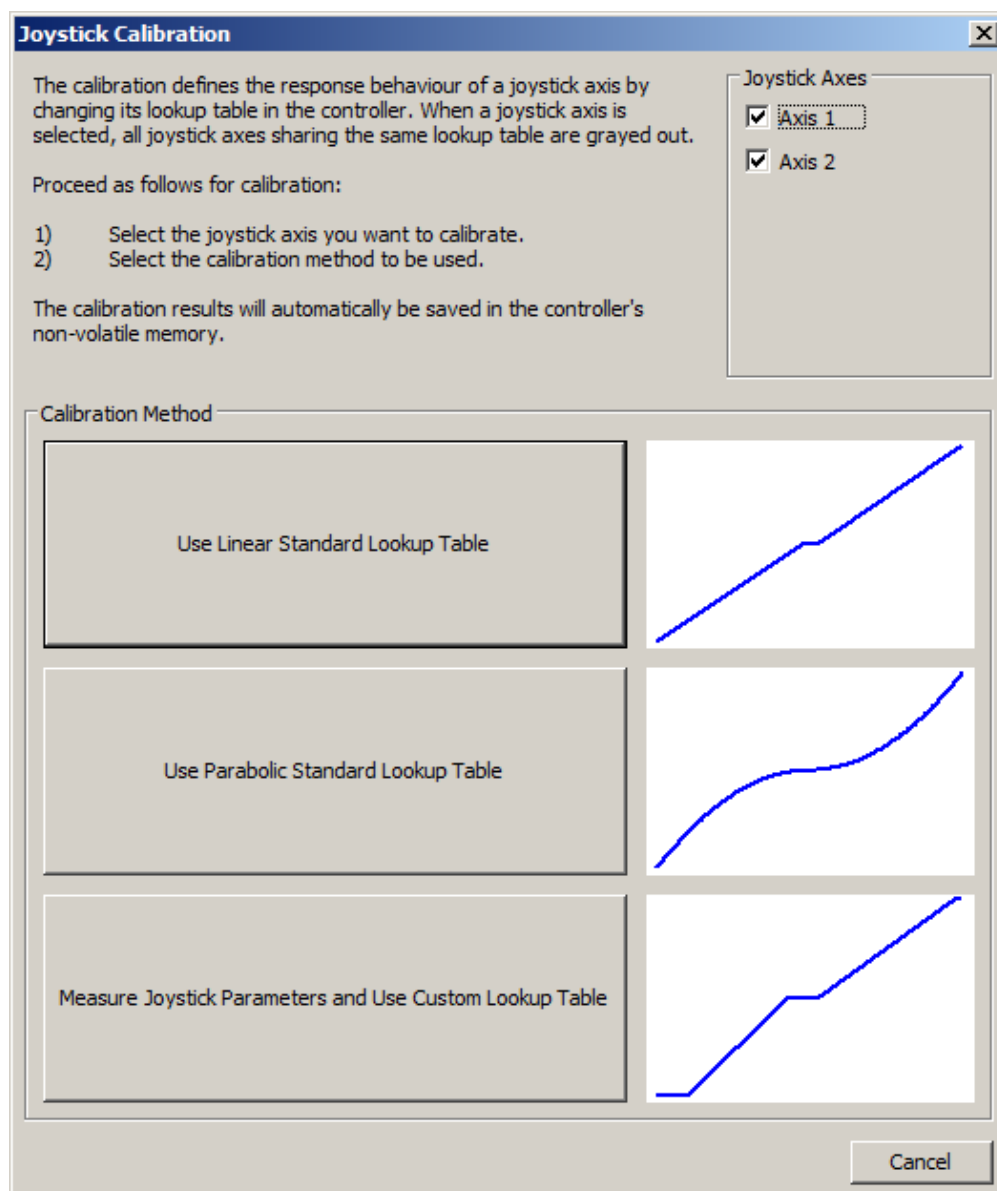 Joystick Calibration
The calibration defines the response behaviour of a joystick axis by
changing its lookup table in the controller. When a joystick axis is
selected, all joystick axes sharing the same lookup table are grayed out.
Proceed as follows for calibration:
1) Select the joystick axis you want to calibrate.
2) Select the calibration method to be used.
The calibration results will automatically be saved in the controller's
non-volatile memory.
Joystick Axes
Axis 1
Axis 2
Calibration Method
Use Linear Standard Lookup Table
Use Parabolic Standard Lookup Table
Measure Joystick Parameters and Use Custom Lookup Table
Cancel